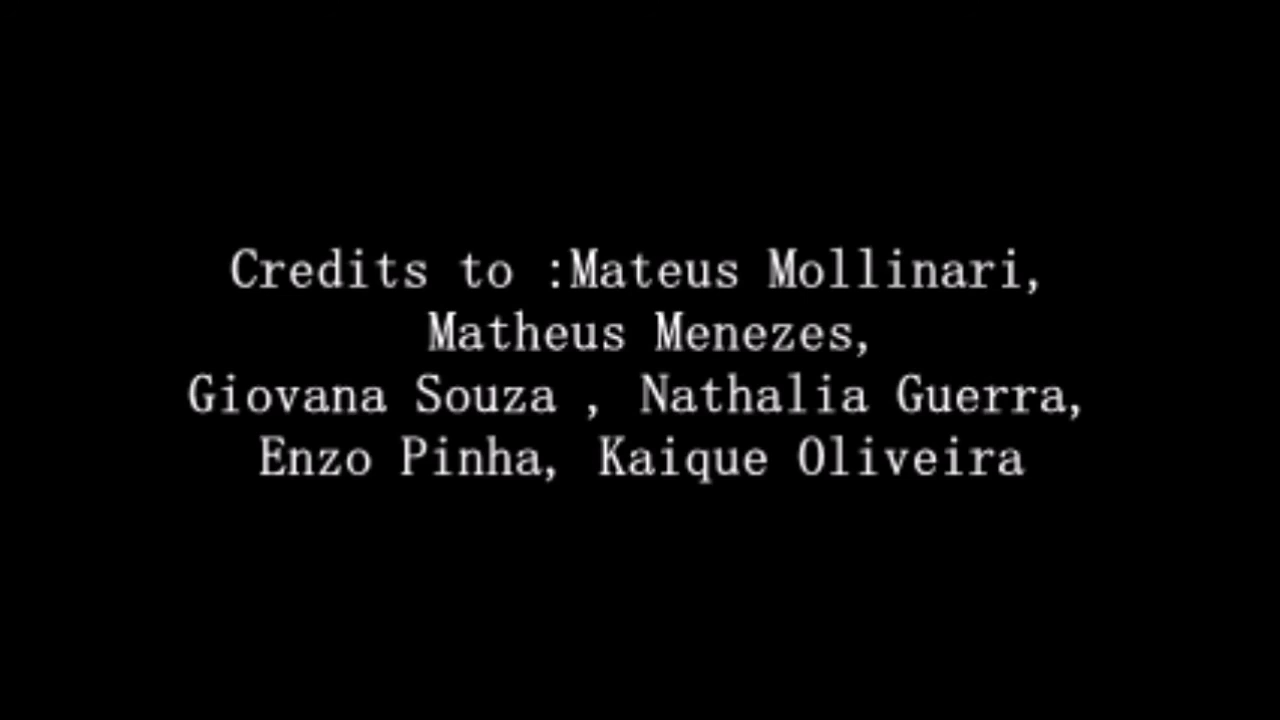 Credits to :Mateus Mollinari,
Matheus Menezes,
Giovana Souza , Nathalia Guerra,
Enzo Pinha, Kaique Oliveira